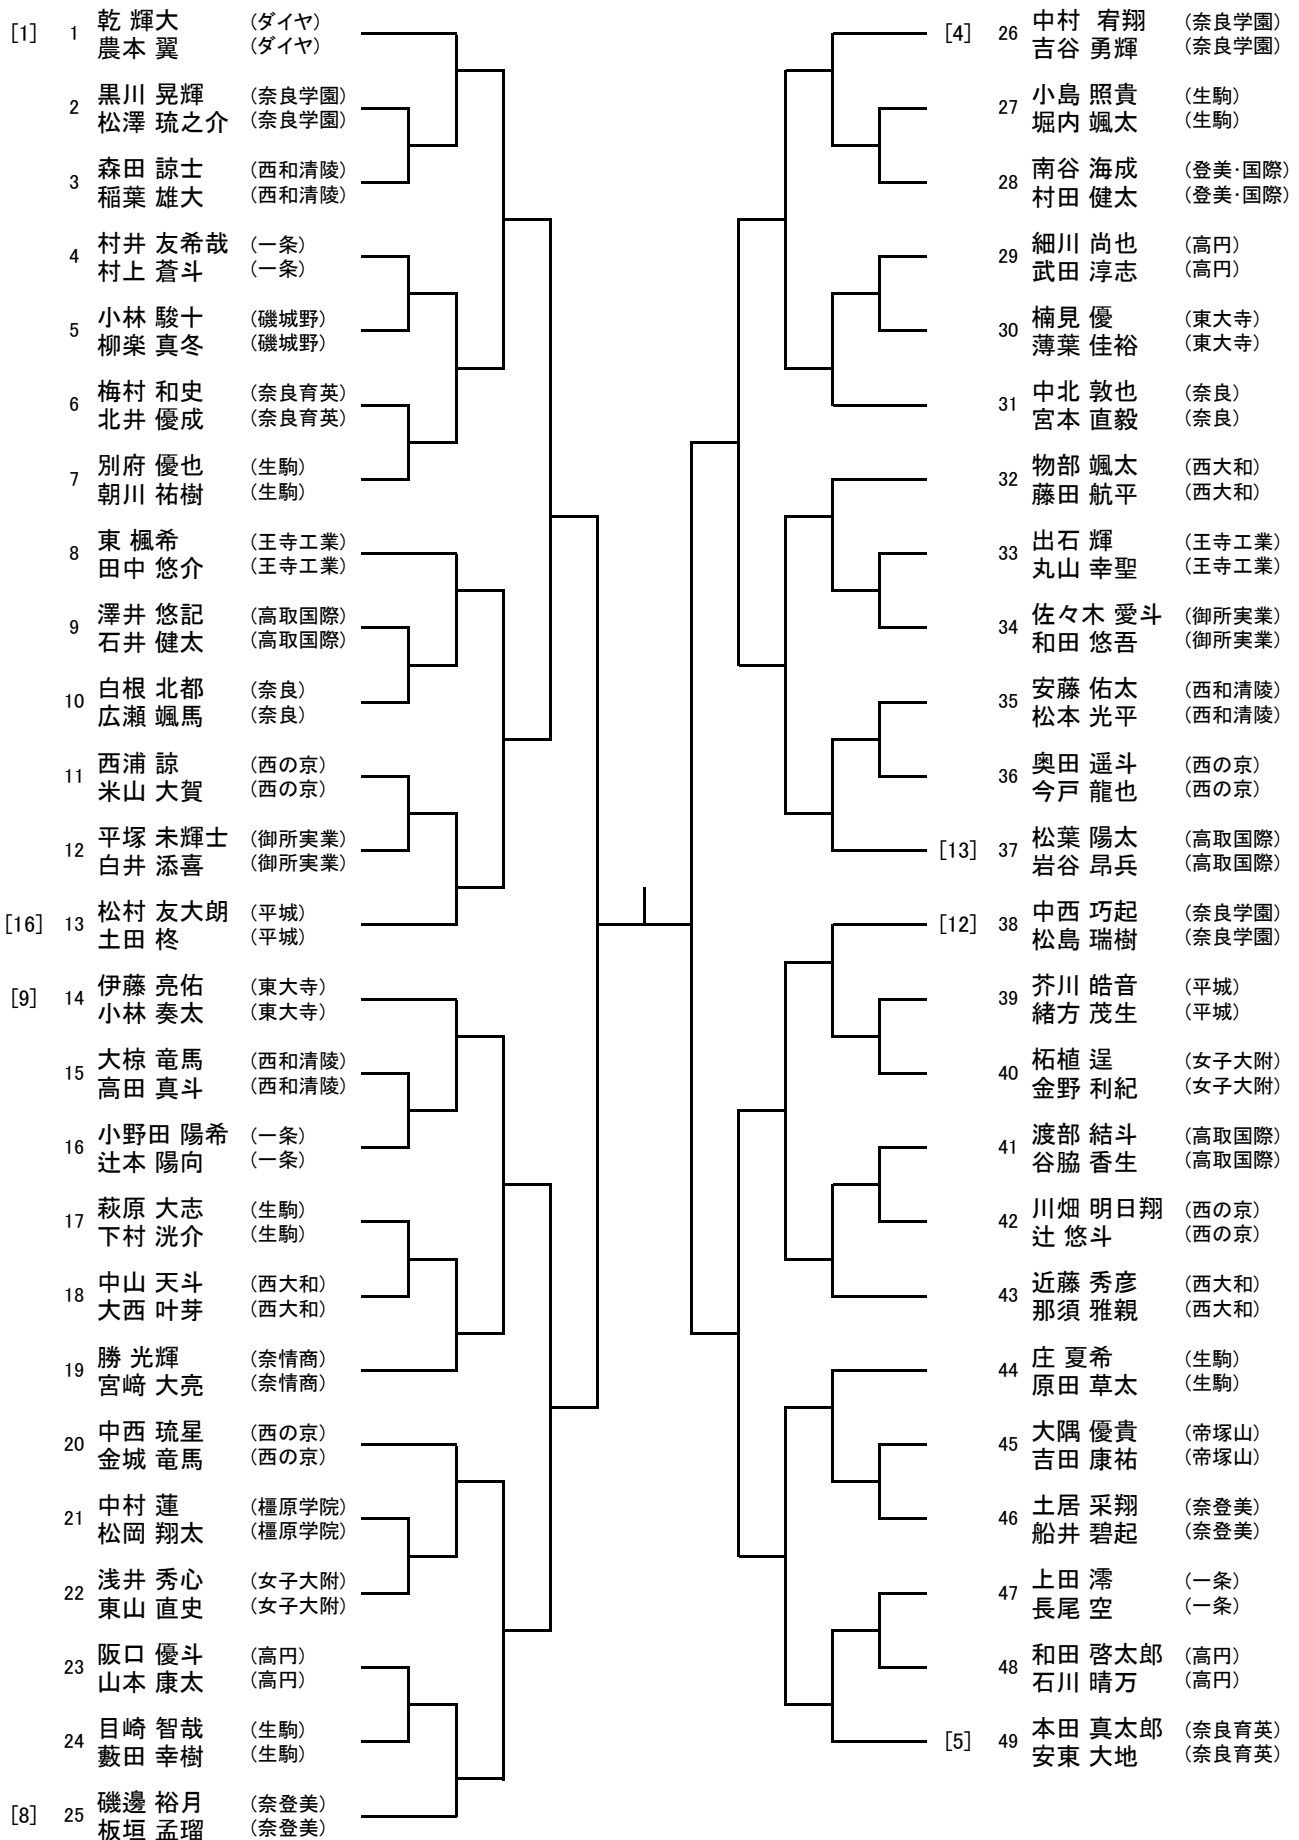 [1] 1 乾 輝大 (ダイヤ)
農本 翼 (ダイヤ)
2 黒川 晃輝 (奈良学園)
松澤 琉之介 (奈良学園)
3 森田 諒士 (西和清陵)
稲葉 雄大 (西和清陵)
4 村井 友希哉 (一条)
村上 蒼斗 (一条)
5 小林 駿十 (磯城野)
柳楽 真冬 (磯城野)
6 梅村 和史 (奈良育英)
北井 優成 (奈良育英)
7 別府 優也 (生駒)
朝川 祐樹 (生駒)
8 東 楓希 (王寺工業)
田中 悠介 (王寺工業)
9 澤井 悠記 (高取国際)
石井 健太 (高取国際)
10 白根 北都 (奈良)
広瀬 颯馬 (奈良)
11 西浦 諒 (西の京)
米山 大賀 (西の京)
12 平塚 未輝士 (御所実業)
白井 添喜 (御所実業)
[16] 13 松村 友大朗 (平城)
土田 柊 (平城)
[9] 14 伊藤 亮佑 (東大寺)
小林 奏太 (東大寺)
15 大椋 竜馬 (西和清陵)
高田 真斗 (西和清陵)
16 小野田 陽希 (一条)
辻本 陽向 (一条)
17 萩原 大志 (生駒)
下村 洸介 (生駒)
18 中山 天斗 (西大和)
大西 叶芽 (西大和)
19 勝 光輝 (奈情商)
宮﨑 大亮 (奈情商)
20 中西 琉星 (西の京)
金城 竜馬 (西の京)
21 中村 蓮 (橿原学院)
松岡 翔太 (橿原学院)
22 浅井 秀心 (女子大附)
東山 直史 (女子大附)
23 阪口 優斗 (高円)
山本 康太 (高円)
24 目崎 智哉 (生駒)
藪田 幸樹 (生駒)
[8] 25 磯邊 裕月 (奈登美)
板垣 孟瑠 (奈登美)
[4] 26 中村 宥翔 (奈良学園)
吉谷 勇輝 (奈良学園)
27 小島 照貴 (生駒)
堀内 颯太 (生駒)
28 南谷 海成 (登美・国際)
村田 健太 (登美・国際)
29 細川 尚也 (高円)
武田 淳志 (高円)
30 楠見 優 (東大寺)
薄葉 佳裕 (東大寺)
31 中北 敦也 (奈良)
宮本 直毅 (奈良)
32 物部 颯太 (西大和)
藤田 航平 (西大和)
33 出石 輝 (王寺工業)
丸山 幸聖 (王寺工業)
34 佐々木 愛斗 (御所実業)
和田 悠吾 (御所実業)
35 安藤 佑太 (西和清陵)
松本 光平 (西和清陵)
36 奥田 遥斗 (西の京)
今戸 龍也 (西の京)
[13] 37 松葉 陽太 (高取国際)
岩谷 昂兵 (高取国際)
[12] 38 中西 巧起 (奈良学園)
松島 瑞樹 (奈良学園)
39 芥川 皓音 (平城)
緒方 茂生 (平城)
40 柘植 逞 (女子大附)
金野 利紀 (女子大附)
41 渡部 結斗 (高取国際)
谷脇 香生 (高取国際)
42 川畑 明日翔 (西の京)
辻 悠斗 (西の京)
43 近藤 秀彦 (西大和)
那須 雅親 (西大和)
44 庄 夏希 (生駒)
原田 草太 (生駒)
45 大隅 優貴 (帝塚山)
吉田 康祐 (帝塚山)
46 土居 采翔 (奈登美)
船井 碧起 (奈登美)
47 上田 澪 (一条)
長尾 空 (一条)
48 和田 啓太郎 (高円)
石川 晴万 (高円)
[5] 49 本田 真太郎 (奈良育英)
安東 大地 (奈良育英)